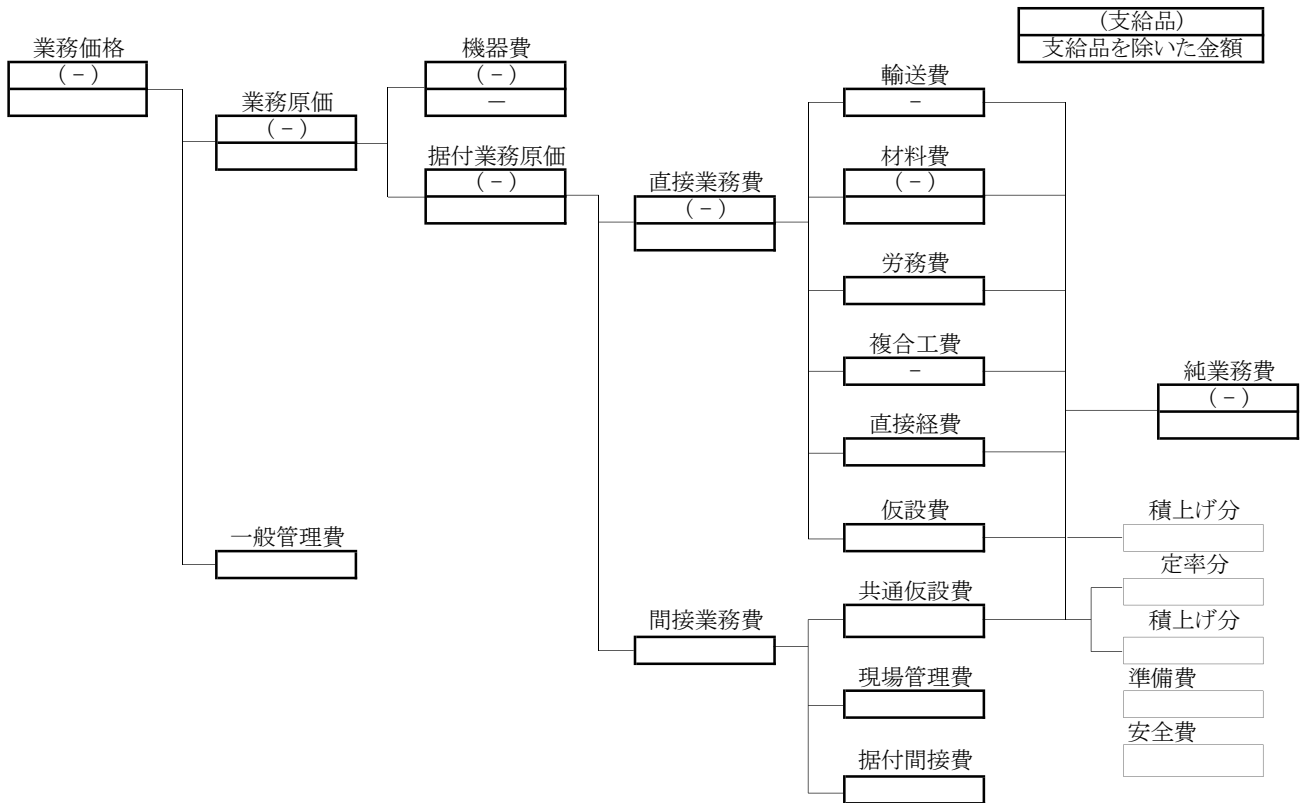 (支給品)
支給品を除いた金額
業務価格
(－)
業務原価
(－)
機器費
(－)
－
据付業務原価
(－)
直接業務費
(－)
輸送費
－
材料費
(－)
労務費
複合工費
－
直接経費
仮設費
純業務費
(－)
積上げ分
一般管理費
間接業務費
共通仮設費
定率分
積上げ分
現場管理費
準備費
安全費
据付間接費